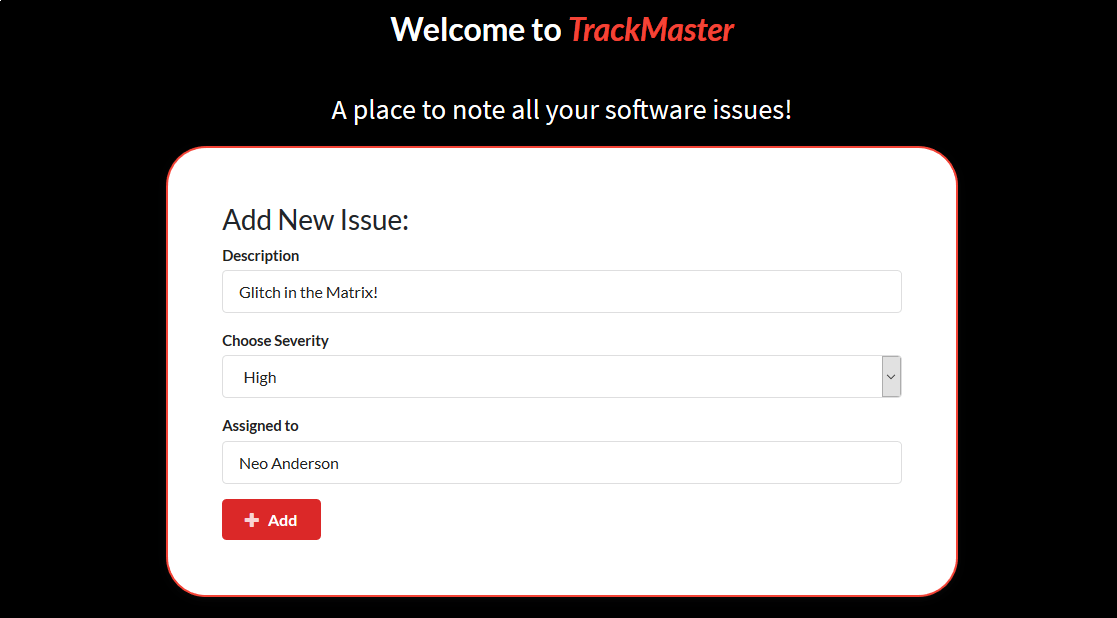 Welcome to TrackMaster
A place to note all your software issues!
Add New Issue:
Description
Glitch in the Matrix!
Choose Severity
High
Assigned to
Neo Anderson
Add